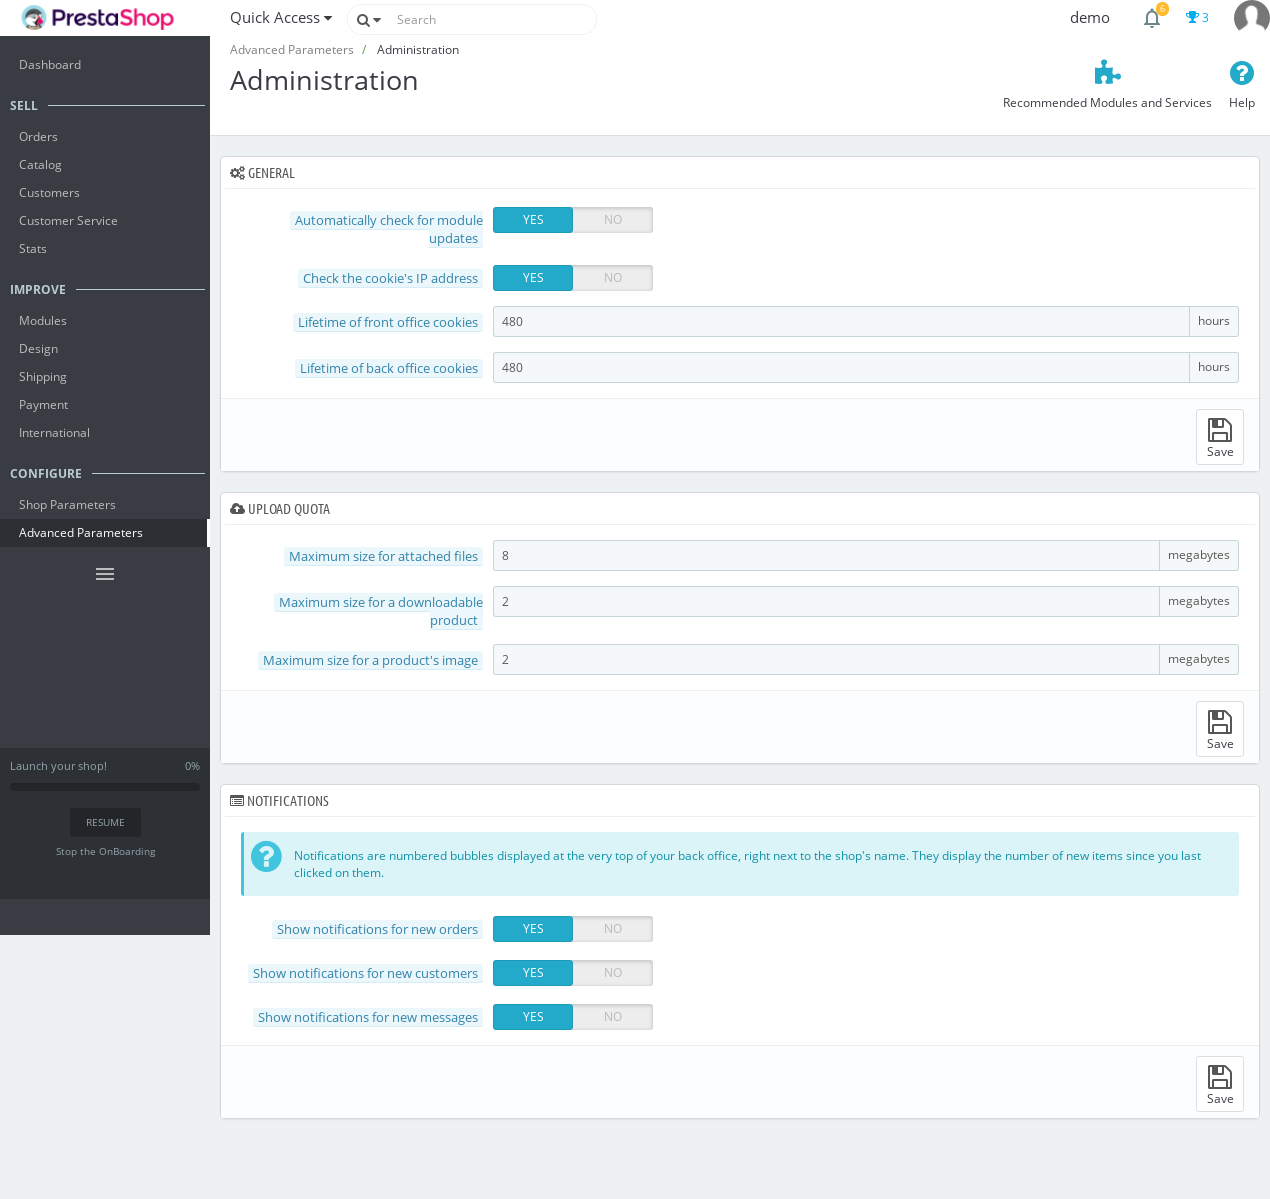 PrestaShop
Quick Access
Search
demo
6
3
Advanced Parameters / Administration
Administration
Recommended Modules and Services
Help
Dashboard
SELL
Orders
Catalog
Customers
Customer Service
Stats
IMPROVE
Modules
Design
Shipping
Payment
International
CONFIGURE
Shop Parameters
Advanced Parameters
Launch your shop! 0%
RESUME
Stop the OnBoarding
GENERAL
Automatically check for module
updates
YES NO
Check the cookie's IP address YES NO
Lifetime of front office cookies 480 hours
Lifetime of back office cookies 480 hours
Save
UPLOAD QUOTA
Maximum size for attached files 8 megabytes
Maximum size for a downloadable
product
2 megabytes
Maximum size for a product's image 2 megabytes
Save
NOTIFICATIONS
Notifications are numbered bubbles displayed at the very top of your back office, right next to the shop's name. They display the number of new items since you last
clicked on them.
Show notifications for new orders YES NO
Show notifications for new customers YES NO
Show notifications for new messages YES NO
Save